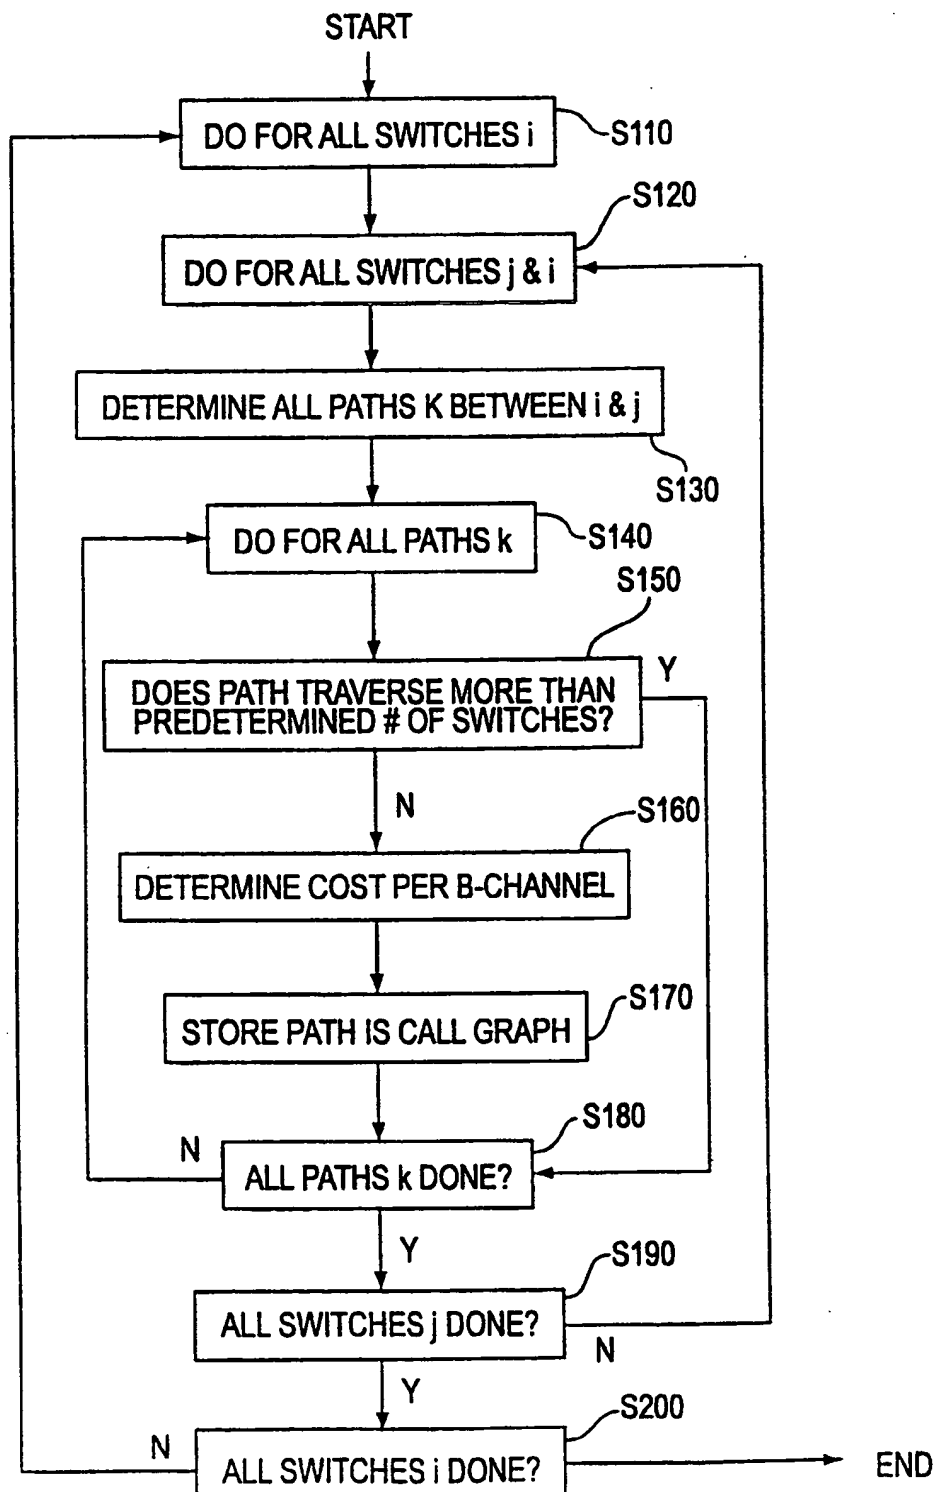 START
DO FOR ALL SWITCHES i
S110
S120
DO FOR ALL SWITCHES j & i
DETERMINE ALL PATHS K BETWEEN i & j
S130
DO FOR ALL PATHS k
S140
S150
DOES PATH TRAVERSE MORE THAN
PREDETERMINED # OF SWITCHES?
Y
N
S160
DETERMINE COST PER B-CHANNEL
S170
STORE PATH IS CALL GRAPH
S180
N
ALL PATHS k DONE?
Y
S190
ALL SWITCHES j DONE?
N
Y
S200
N
ALL SWITCHES i DONE?
END